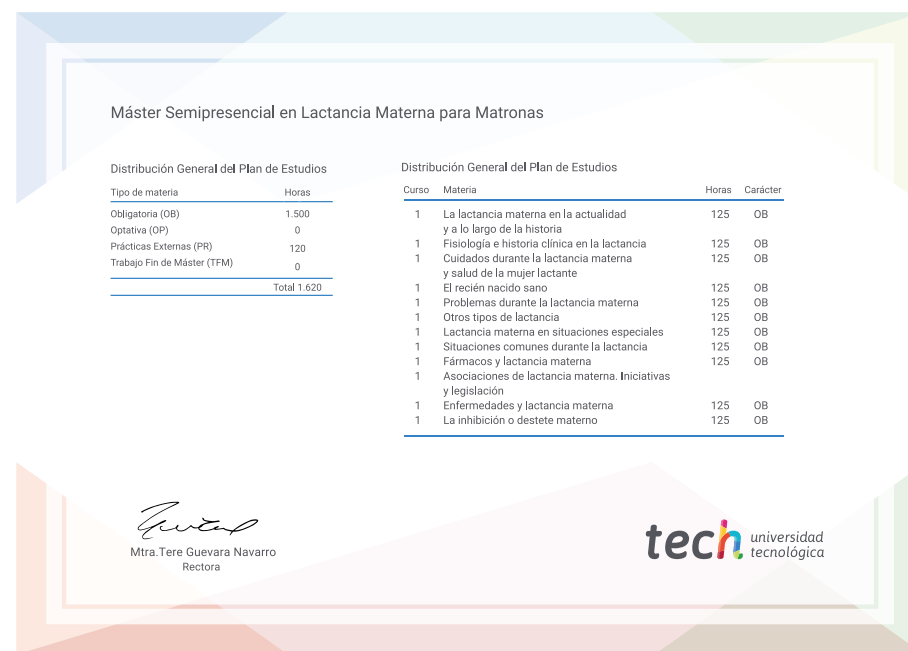 Máster Semipresencial en Lactancia Materna para Matronas
Distribución General del Plan de Estudios
Tipo de materia Horas
Obligatoria (OB) 1.500
Optativa (OP) 0
Prácticas Externas (PR) 120
Trabajo Fin de Máster (TFM) 0
Total 1.620
Distribución General del Plan de Estudios
Curso Materia Horas Carácter
1 La lactancia materna en la actualidad 125 OB
y a lo largo de la historia
1 Fisiología e historia clínica en la lactancia 125 OB
1 Cuidados durante la lactancia materna 125 OB
y salud de la mujer lactante
1 El recién nacido sano 125 OB
1 Problemas durante la lactancia materna 125 OB
1 Otros tipos de lactancia 125 OB
1 Lactancia materna en situaciones especiales 125 OB
1 Situaciones comunes durante la lactancia 125 OB
1 Fármacos y lactancia materna 125 OB
1 Asociaciones de lactancia materna. Iniciativas
y legislación
1 Enfermedades y lactancia materna 125 OB
1 La inhibición o destete materno 125 OB
Mtra.Tere Guevara Navarro
Rectora
tech universidad
tecnológica